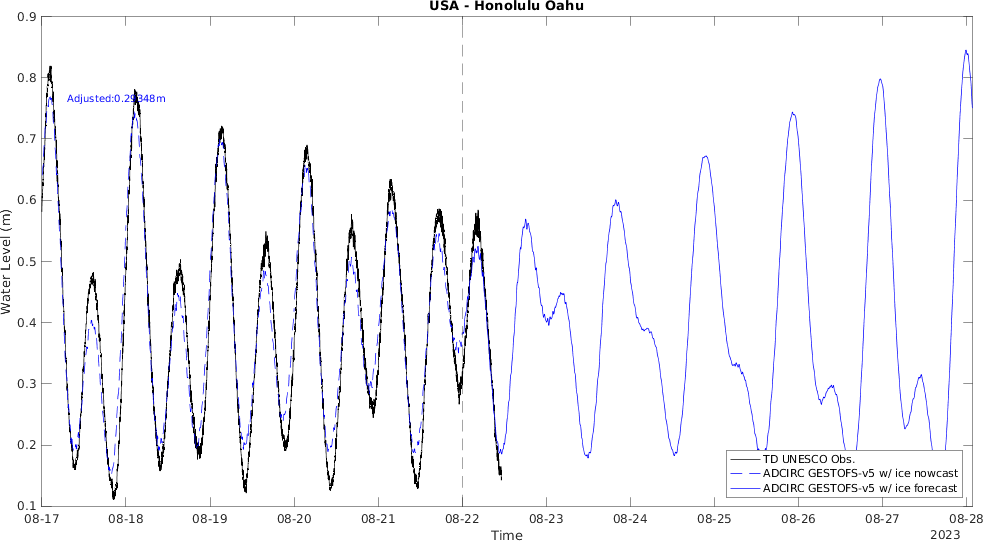 USA - Honolulu Oahu
Adjusted:0.29348m
Water Level (m)
0.9
0.8
0.7
0.6
0.5
0.4
0.3
0.2
0.1
TD UNESCO Obs.
ADCIRC GESTOFS-v5 w/ ice nowcast
ADCIRC GESTOFS-v5 w/ ice forecast
08-17 08-18 08-19 08-20 08-21 08-22 08-23 08-24 08-25 08-26 08-27 08-28
Time
2023